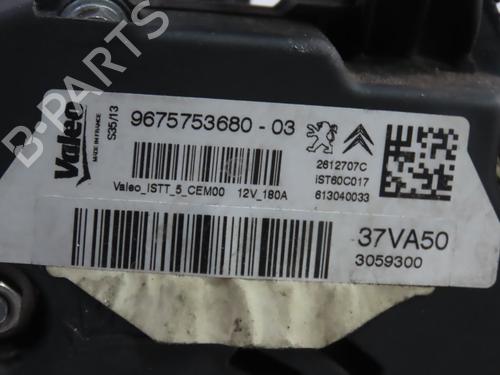 Valeo
MADE IN FRANCE
S35/13
9675753680 - 03
2612707C
iST60C017
613040033
Valeo_ISTT_5_CEM00 12V_180A
37VA50
3059300
B-PARTS